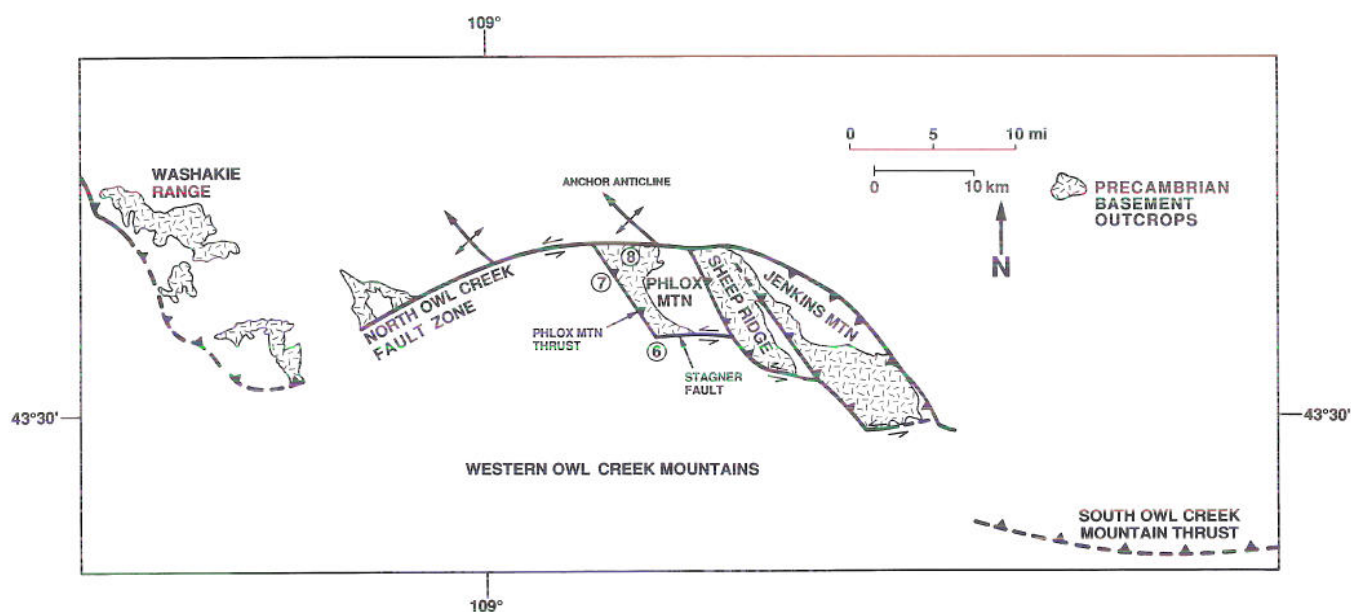 109°
WASHAKIE
RANGE
0 5 10 mi
0 10 km
PRECAMBRIAN
BASEMENT
OUTCROPS
N
ANCHOR ANTICLINE
NORTH OWL CREEK
FAULT ZONE
8
7
PHLOX
MTN
SHEEP RIDGE
JENKINS MTN
PHLOX MTN
THRUST
6
STAGNER
FAULT
43°30'
43°30'
WESTERN OWL CREEK MOUNTAINS
SOUTH OWL CREEK
MOUNTAIN THRUST
109°